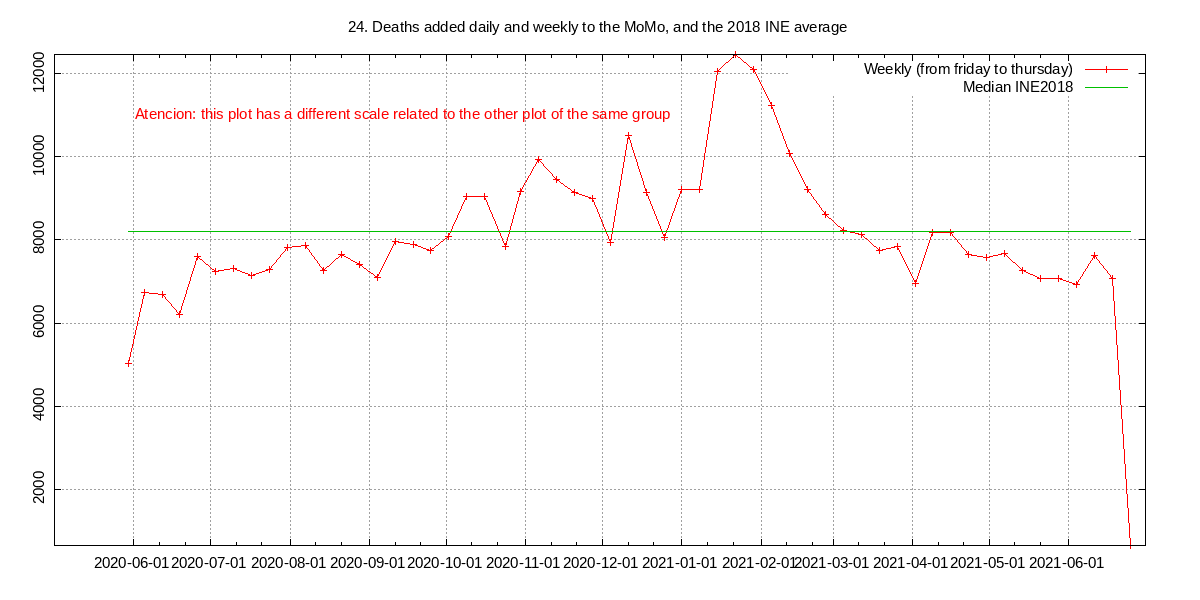 24. Deaths added daily and weekly to the MoMo, and the 2018 INE average
12000
10000
8000
6000
4000
2000
Weekly (from friday to thursday)
Median INE2018
Atencion: this plot has a different scale related to the other plot of the same group
2020-06-01 2020-07-01 2020-08-01 2020-09-01 2020-10-01 2020-11-01 2020-12-01 2021-01-01 2021-02-01 2021-03-01 2021-04-01 2021-05-01 2021-06-01